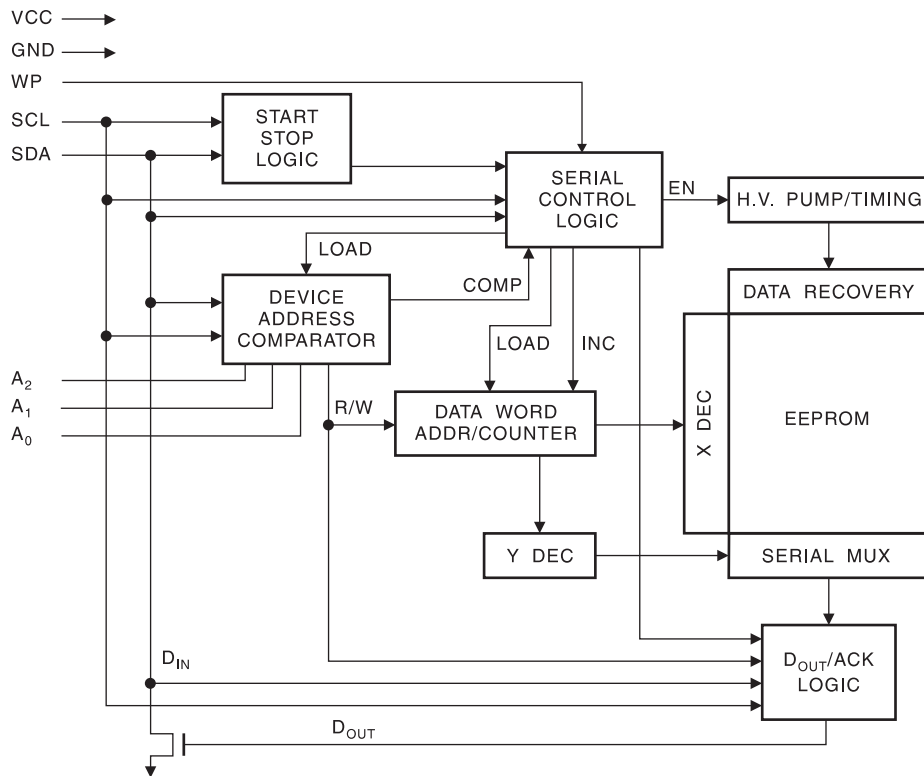 VCC
GND
WP
SCL
SDA
START
STOP
LOGIC
SERIAL
CONTROL
LOGIC
EN
H.V. PUMP/TIMING
LOAD
COMP
DEVICE
ADDRESS
COMPARATOR
DATA RECOVERY
LOAD
INC
A2
A1
A0
R/W
DATA WORD
ADDR/COUNTER
X DEC
EEPROM
Y DEC
SERIAL MUX
DIN
DOUT/ACK
LOGIC
DOUT